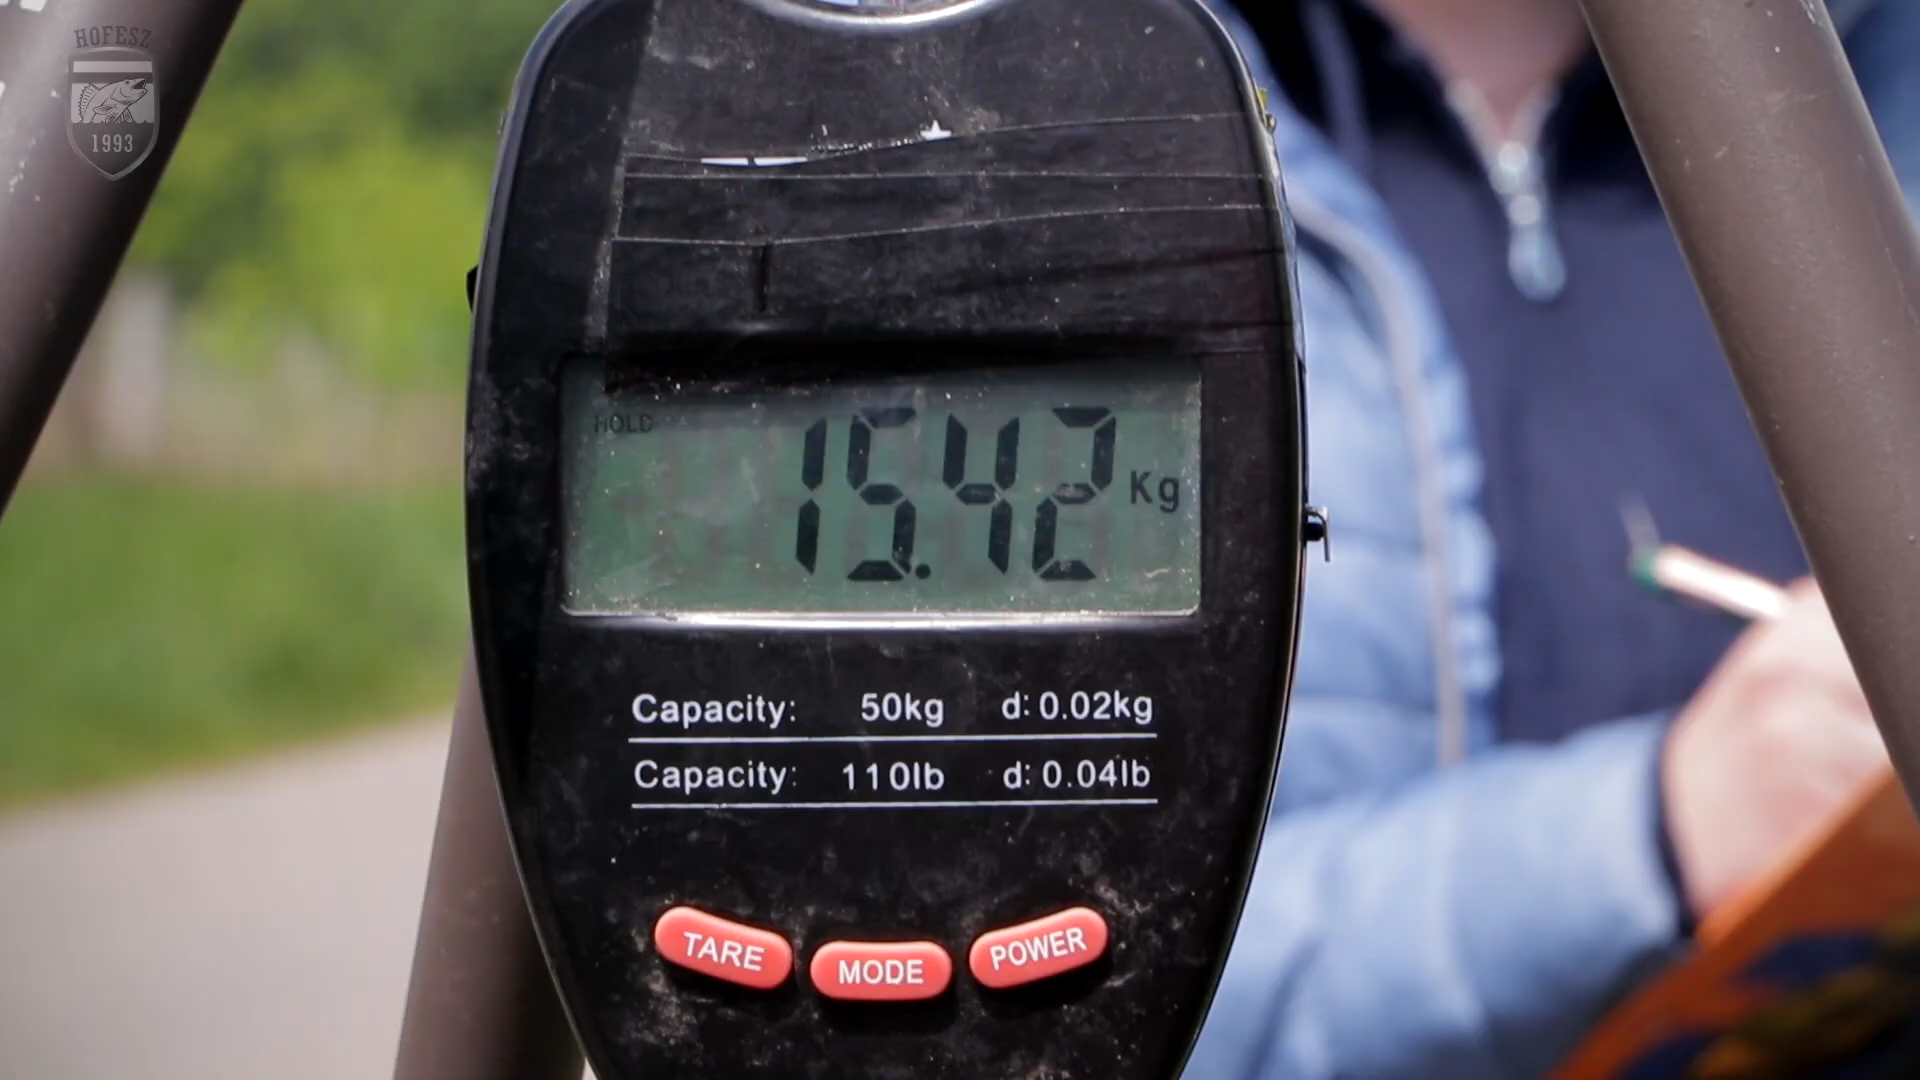 HOFESZ
1993
HOLD
15.42 Kg
Capacity: 50kg d: 0.02kg
Capacity: 110lb d: 0.04lb
TARE
MODE
POWER